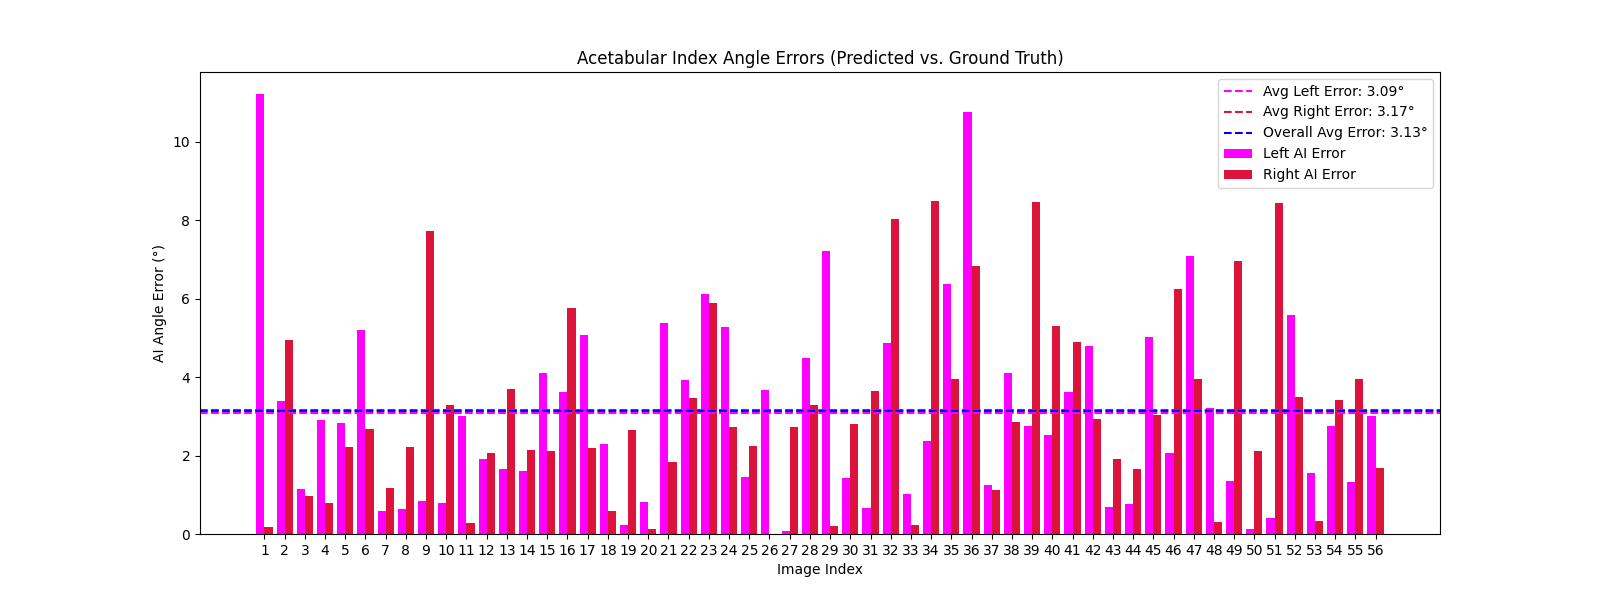 Acetabular Index Angle Errors (Predicted vs. Ground Truth)
Avg Left Error: 3.09°
Avg Right Error: 3.17°
Overall Avg Error: 3.13°
Left AI Error
Right AI Error
AI Angle Error (°)
10
8
6
4
2
0
1 2 3 4 5 6 7 8 9 10 11 12 13 14 15 16 17 18 19 20 21 22 23 24 25 26 27 28 29 30 31 32 33 34 35 36 37 38 39 40 41 42 43 44 45 46 47 48 49 50 51 52 53 54 55 56
Image Index